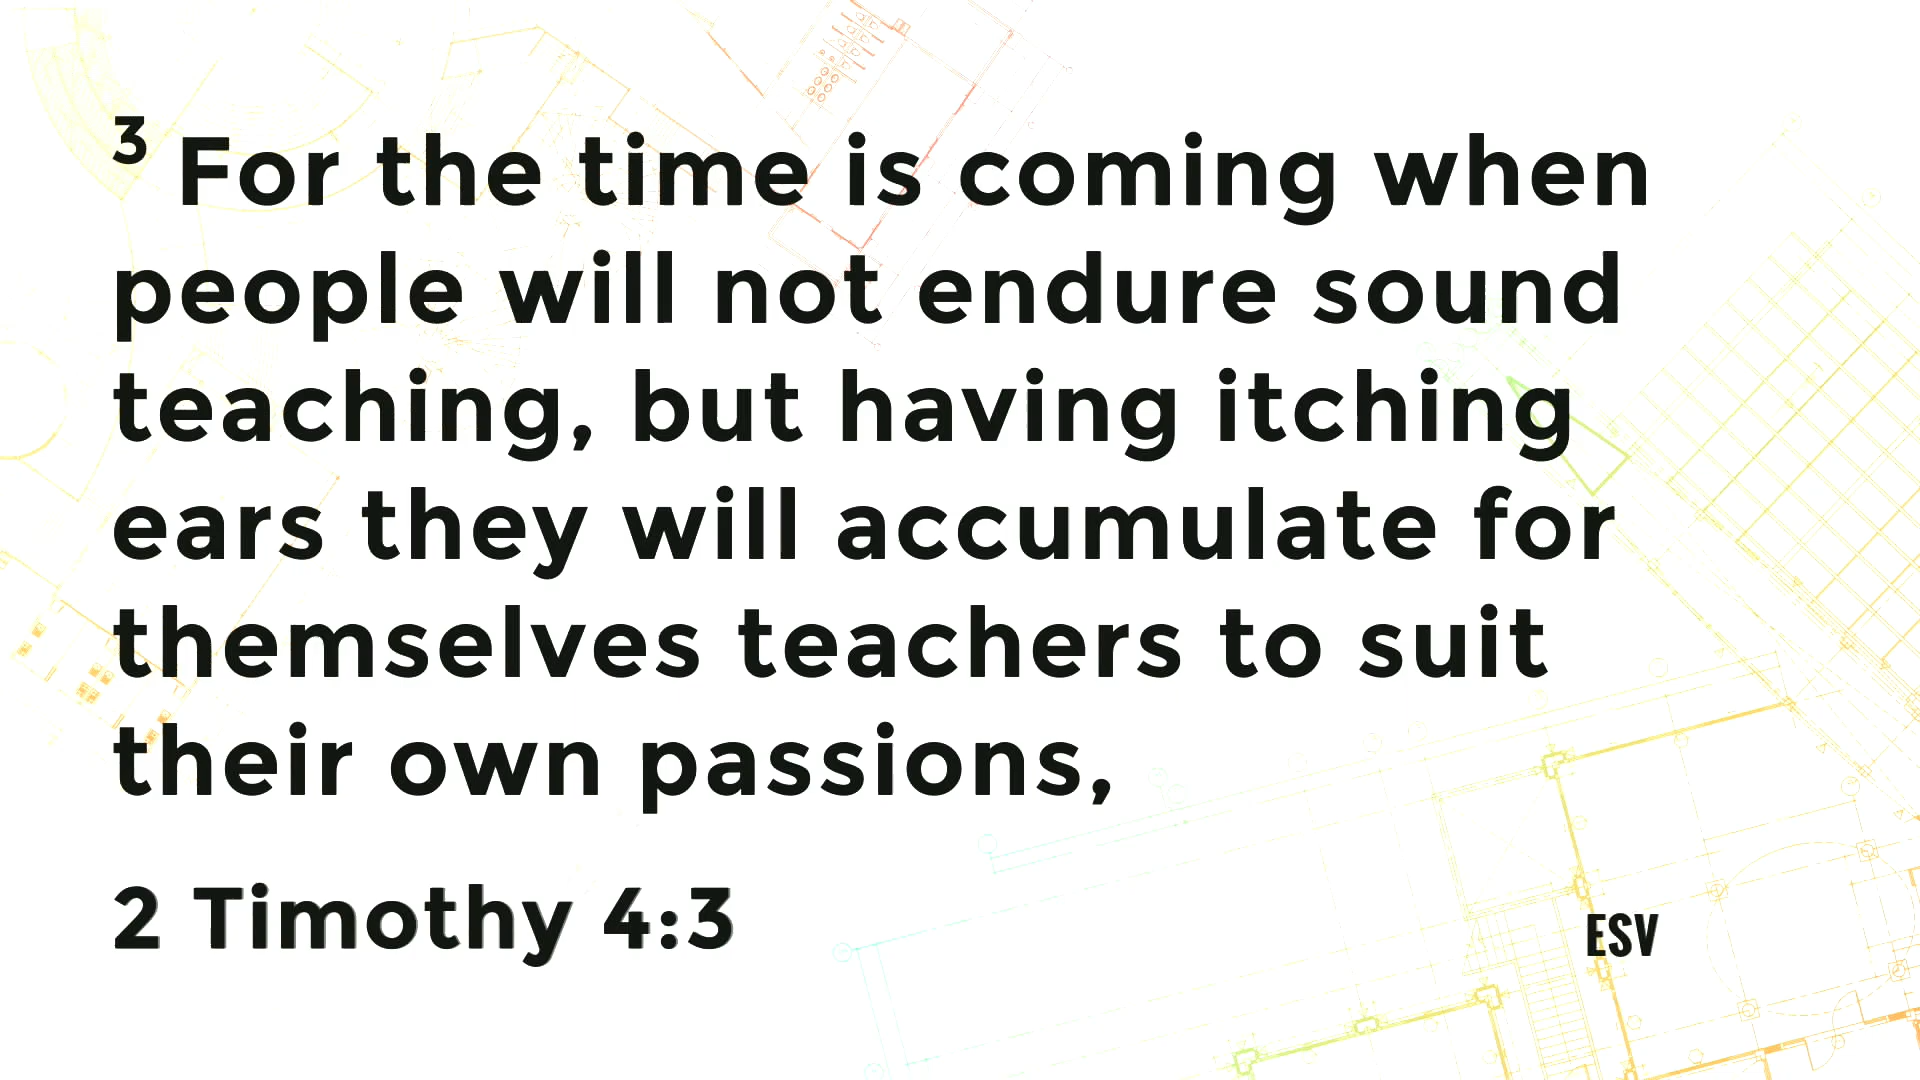 3 For the time is coming when
people will not endure sound
teaching, but having itching
ears they will accumulate for
themselves teachers to suit
their own passions,
2 Timothy 4:3
ESV